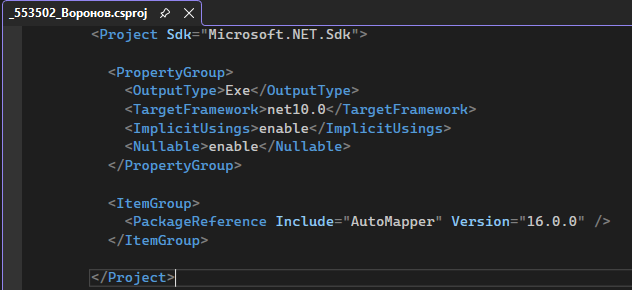 _553502_Воронов.csproj
<Project Sdk="Microsoft.NET.Sdk">
<PropertyGroup>
<OutputType>Exe</OutputType>
<TargetFramework>net10.0</TargetFramework>
<ImplicitUsings>enable</ImplicitUsings>
<Nullable>enable</Nullable>
</PropertyGroup>
<ItemGroup>
<PackageReference Include="AutoMapper" Version="16.0.0" />
</ItemGroup>
</Project>